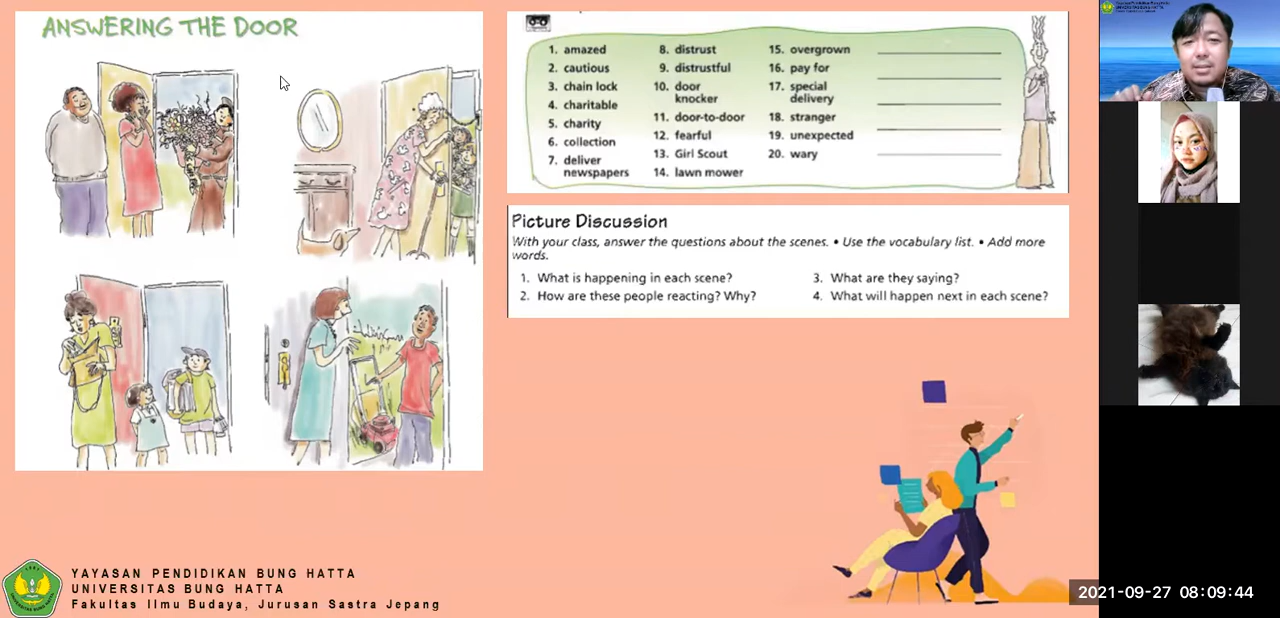 ANSWERING THE DOOR
1. amazed
2. cautious
3. chain lock
4. charitable
5. charity
6. collection
7. deliver
newspapers
8. distrust
9. distrustful
10. door
knocker
11. door-to-door
12. fearful
13. Girl Scout
14. lawn mower
15. overgrown
16. pay for
17. special
delivery
18. stranger
19. unexpected
20. wary
Picture Discussion
With your class, answer the questions about the scenes. • Use the vocabulary list. • Add more
words.
1. What is happening in each scene?
2. How are these people reacting? Why?
3. What are they saying?
4. What will happen next in each scene?
YAYASAN PENDIDIKAN BUNG HATTA
UNIVERSITAS BUNG HATTA
Fakultas Ilmu Budaya, Jurusan Sastra Jepang
2021-09-27 08:09:44